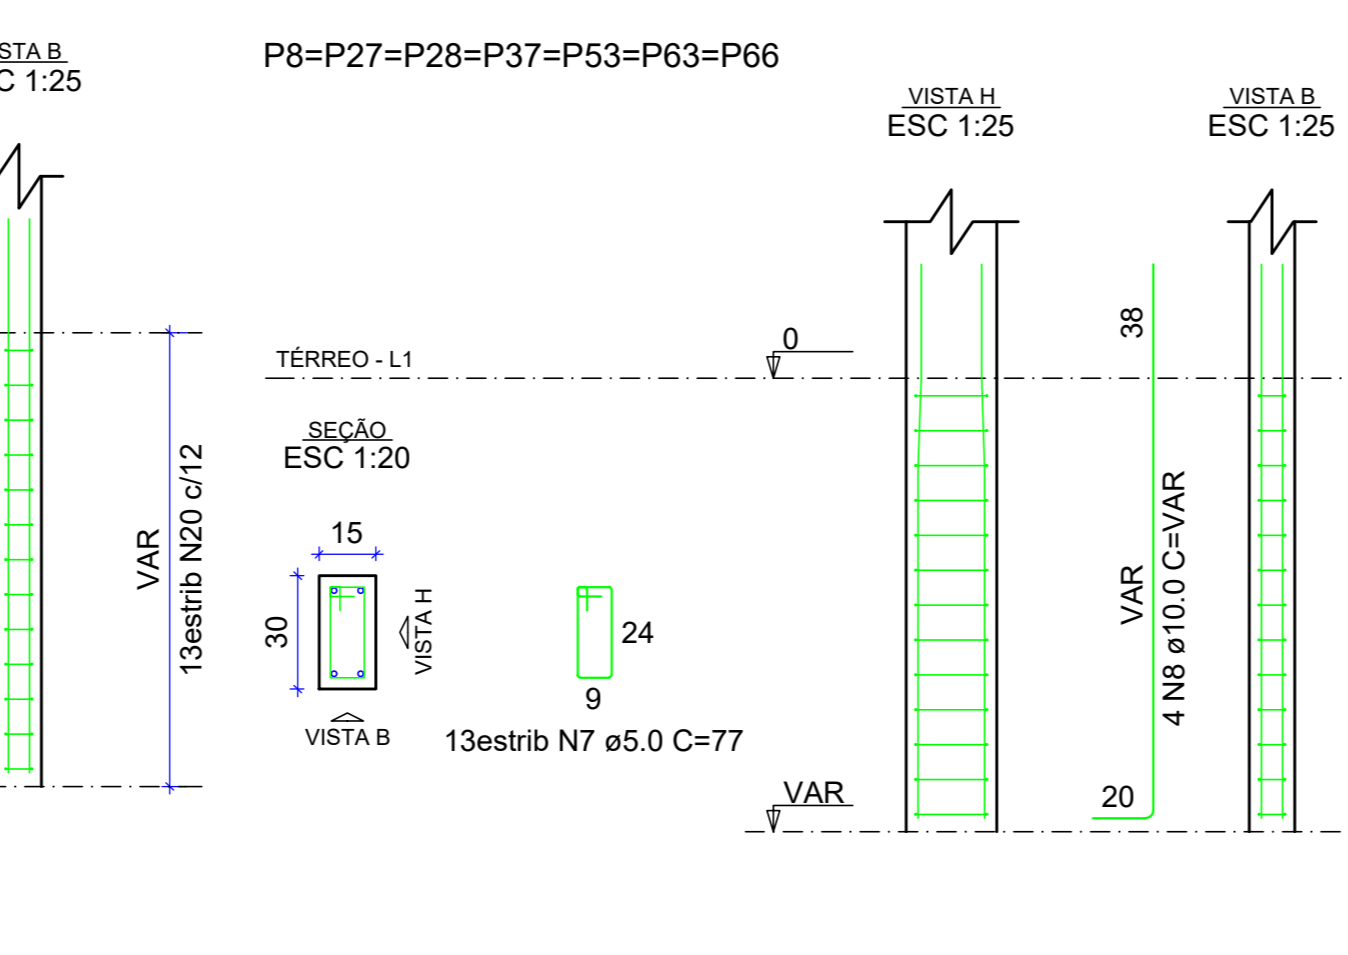 STA B
C 1:25
P8=P27=P28=P37=P53=P63=P66
VISTA H
ESC 1:25
VISTA B
ESC 1:25
VAR
13estrib N20 c/12
TÉRREO - L1
0
SEÇÃO
ESC 1:20
15
30
VISTA H
VISTA B
24
9
13estrib N7 ø5.0 C=77
VAR
38
VAR
4 N8 ø10.0 C=VAR
20